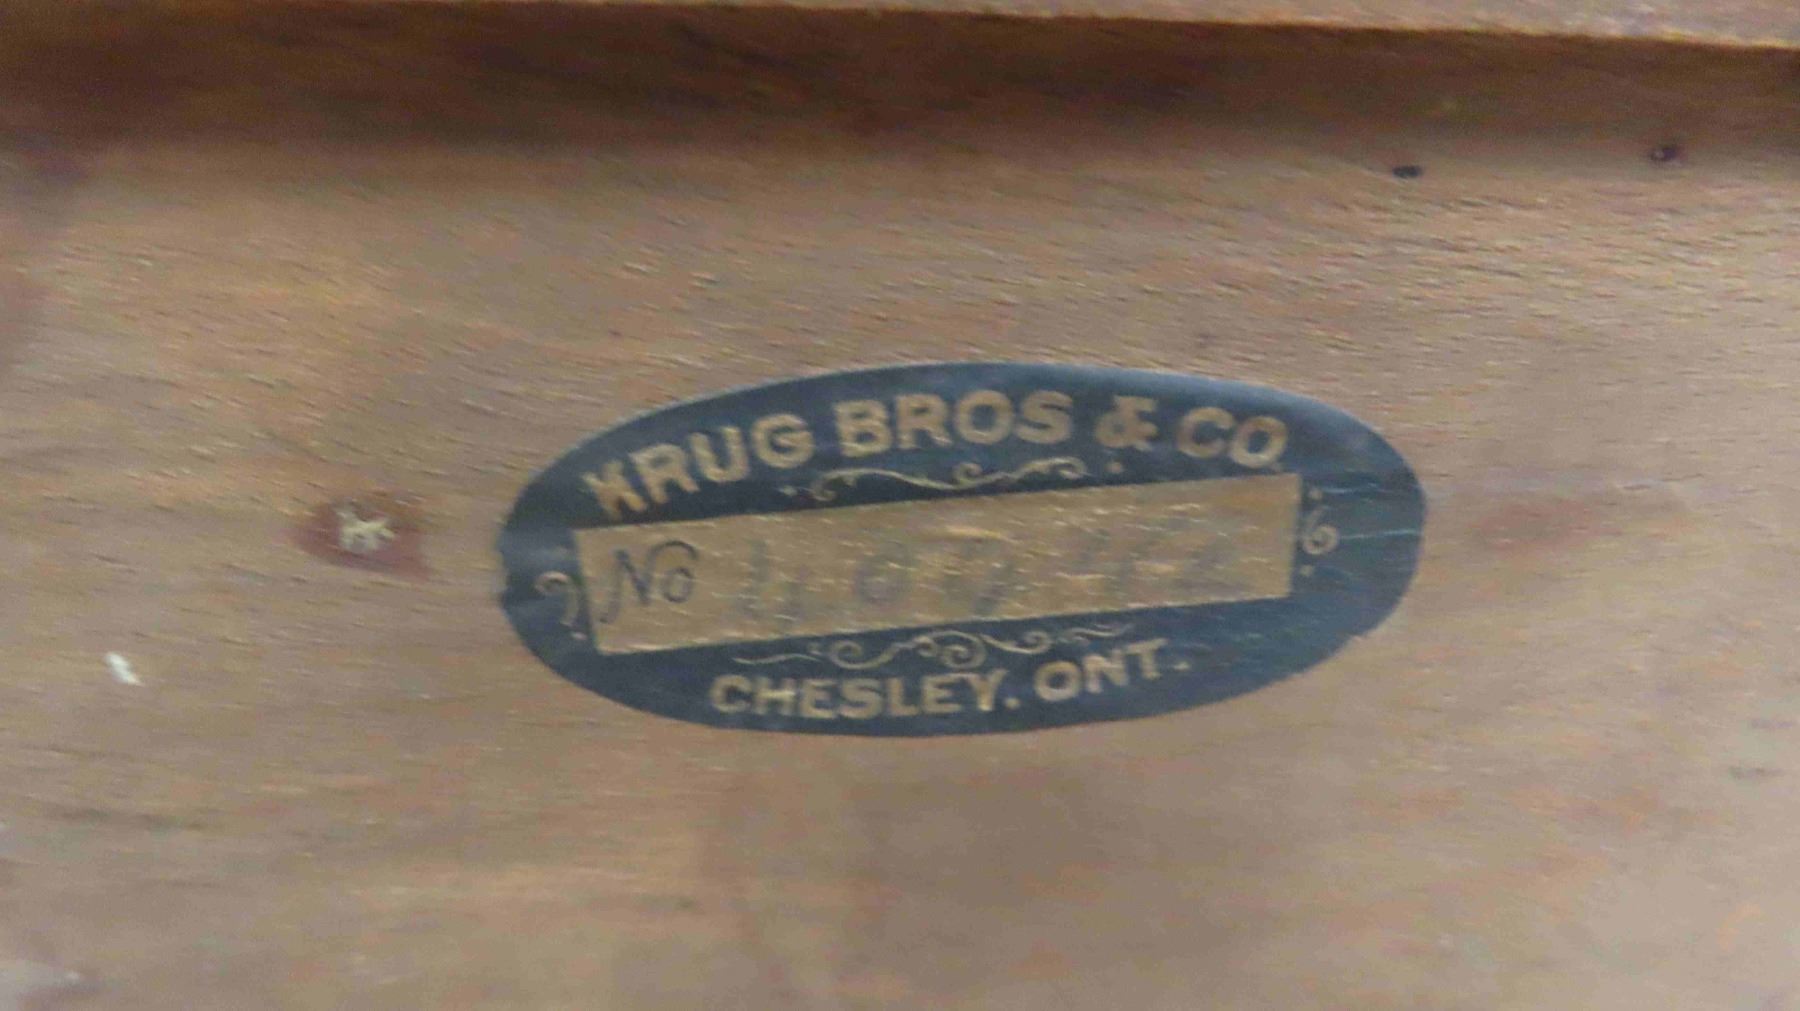 KRUG BROS & CO.
No
CHESLEY. ONT.